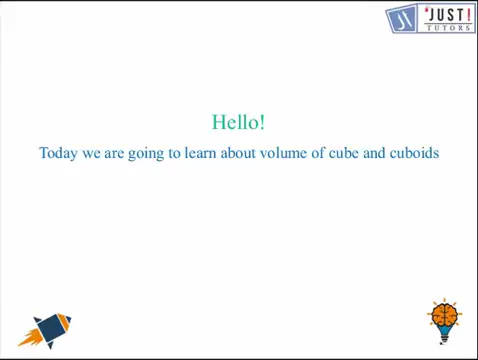 JUST!
TUTORS
Hello!
Today we are going to learn about volume of cube and cuboids